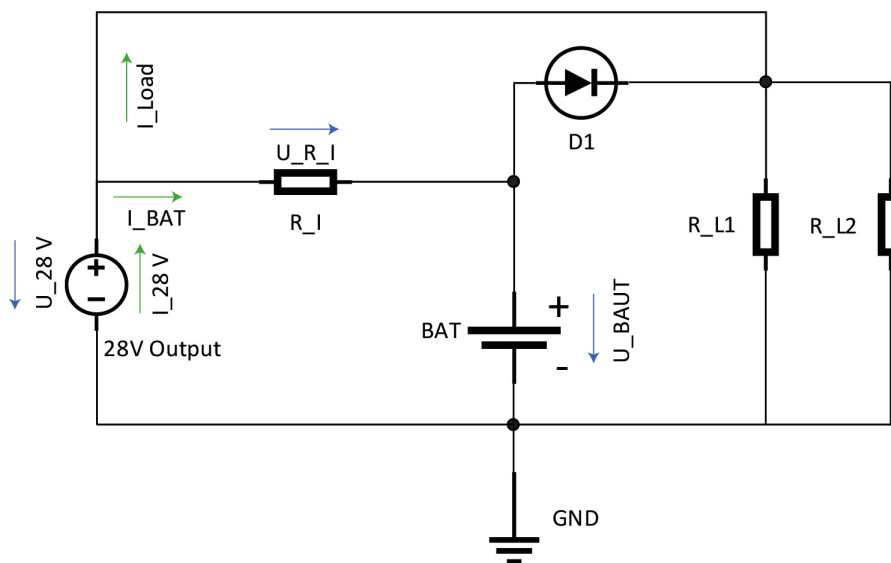 I_Load
U_R_I
D1
I_BAT
R_I
R_L1
R_L2
U_28 V
+
−
I_28 V
28V Output
BAT
+
-
U_BAUT
GND